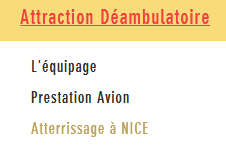 Attraction Déambulatoire
L'équipage
Prestation Avion
Atterrissage à NICE